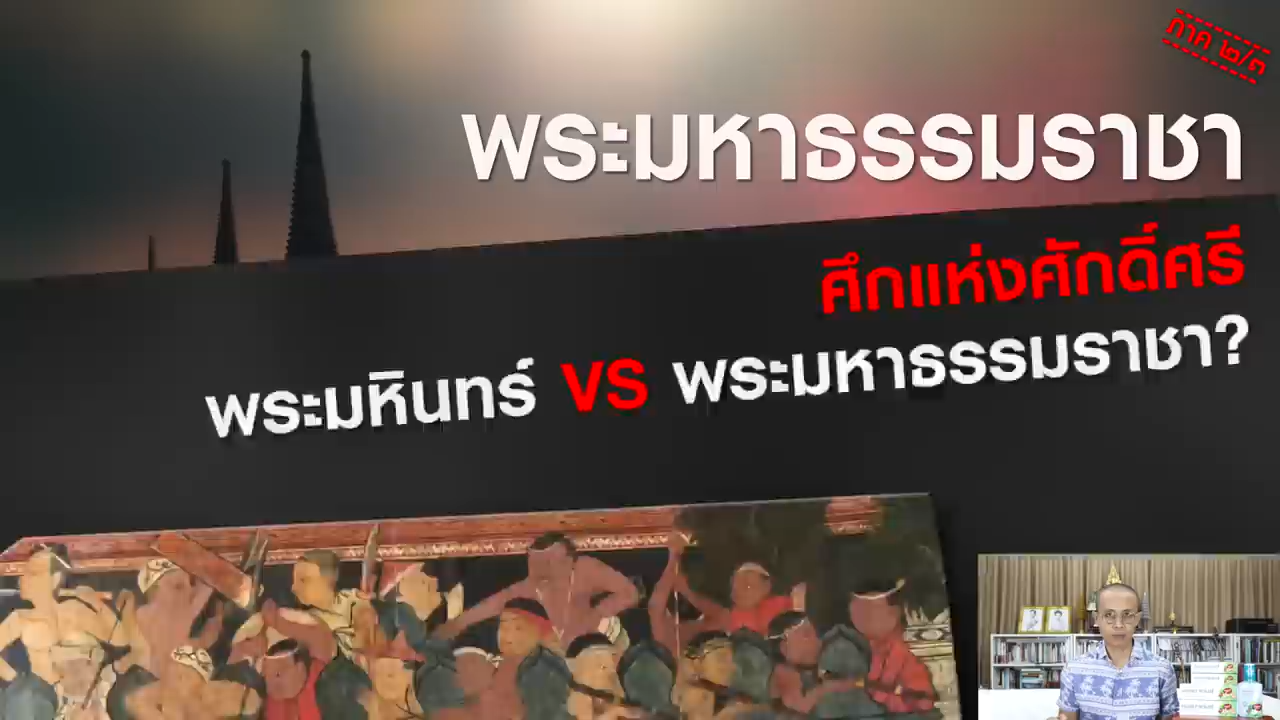 ภาค ๒/๓
พระมหาธรรมราชา
ศึกแห่งศักดิ์ศรี
พระมหินทร์ VS พระมหาธรรมราชา?